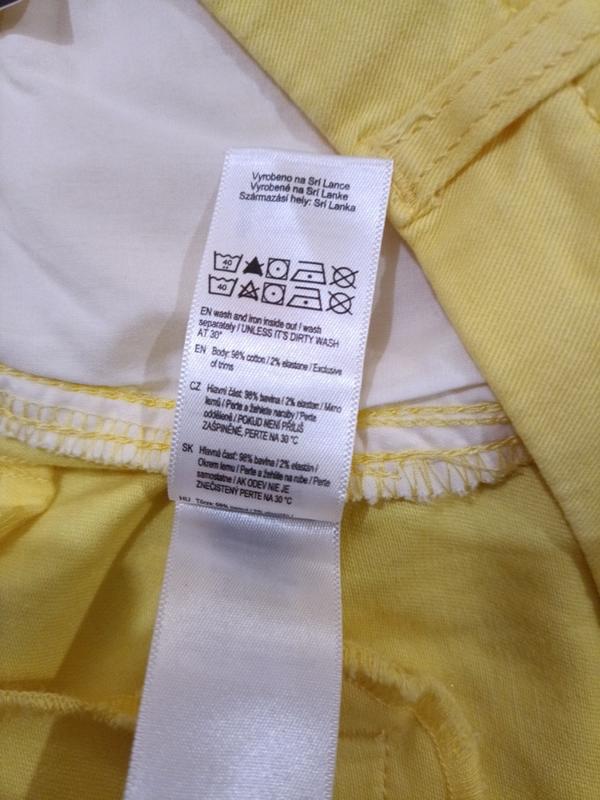 Vyrobeno na Srí Lance
Vyrobené na Srí Lanke
Származási hely: Srí Lanka
40
40
EN wash and iron inside out / wash
separately / UNLESS IT'S DIRTY WASH
AT 30°
EN Body: 98% cotton / 2% elastane / Exclusive
of trims
CZ Hlavní část: 98% bavlna / 2% elastan / Mimo
lemů / Perte a žehlete naruby / Perte
odděleně / POKUD NENÍ PŘÍLIŠ
ZAŠPINĚNÉ, PERTE NA 30 °C
SK Hlavná časť: 98% bavlna / 2% elastán /
Okrem lemu / Perte a žehlite na rube / Perte
samostatne / AK ODEV NIE JE
ZNEČISTENÝ PERTE NA 30 °C
HU